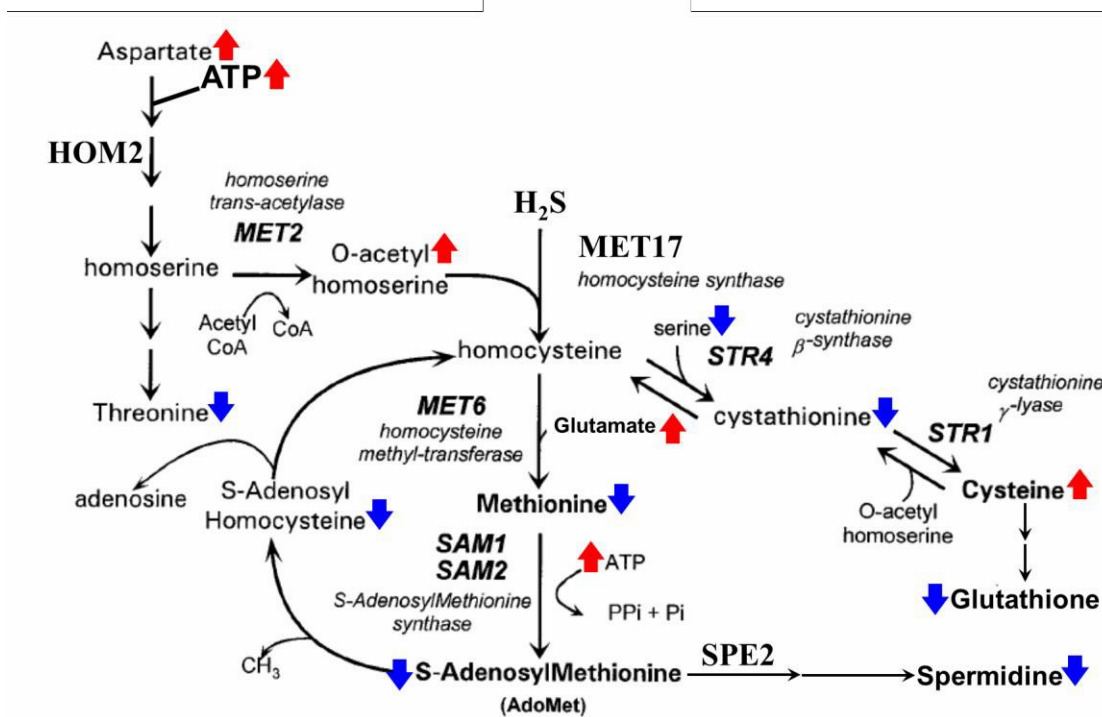 Aspartate
ATP
HOM2
homoserine
trans-acetylase
MET2
H2S
MET17
homocysteine synthase
homoserine
O-acetyl
homoserine
Acetyl
CoA
CoA
serine
cystathionine
β-synthase
STR4
homocysteine
cystathionine
γ-lyase
STR1
Threonine
MET6
homocysteine
methyl-transferase
Glutamate
cystathionine
adenosine
S-Adenosyl
Homocysteine
Methionine
Cysteine
O-acetyl
homoserine
SAM1
SAM2
S-AdenosylMethionine
synthase
ATP
PPi + Pi
Glutathione
CH3
S-AdenosylMethionine
(AdoMet)
SPE2
Spermidine